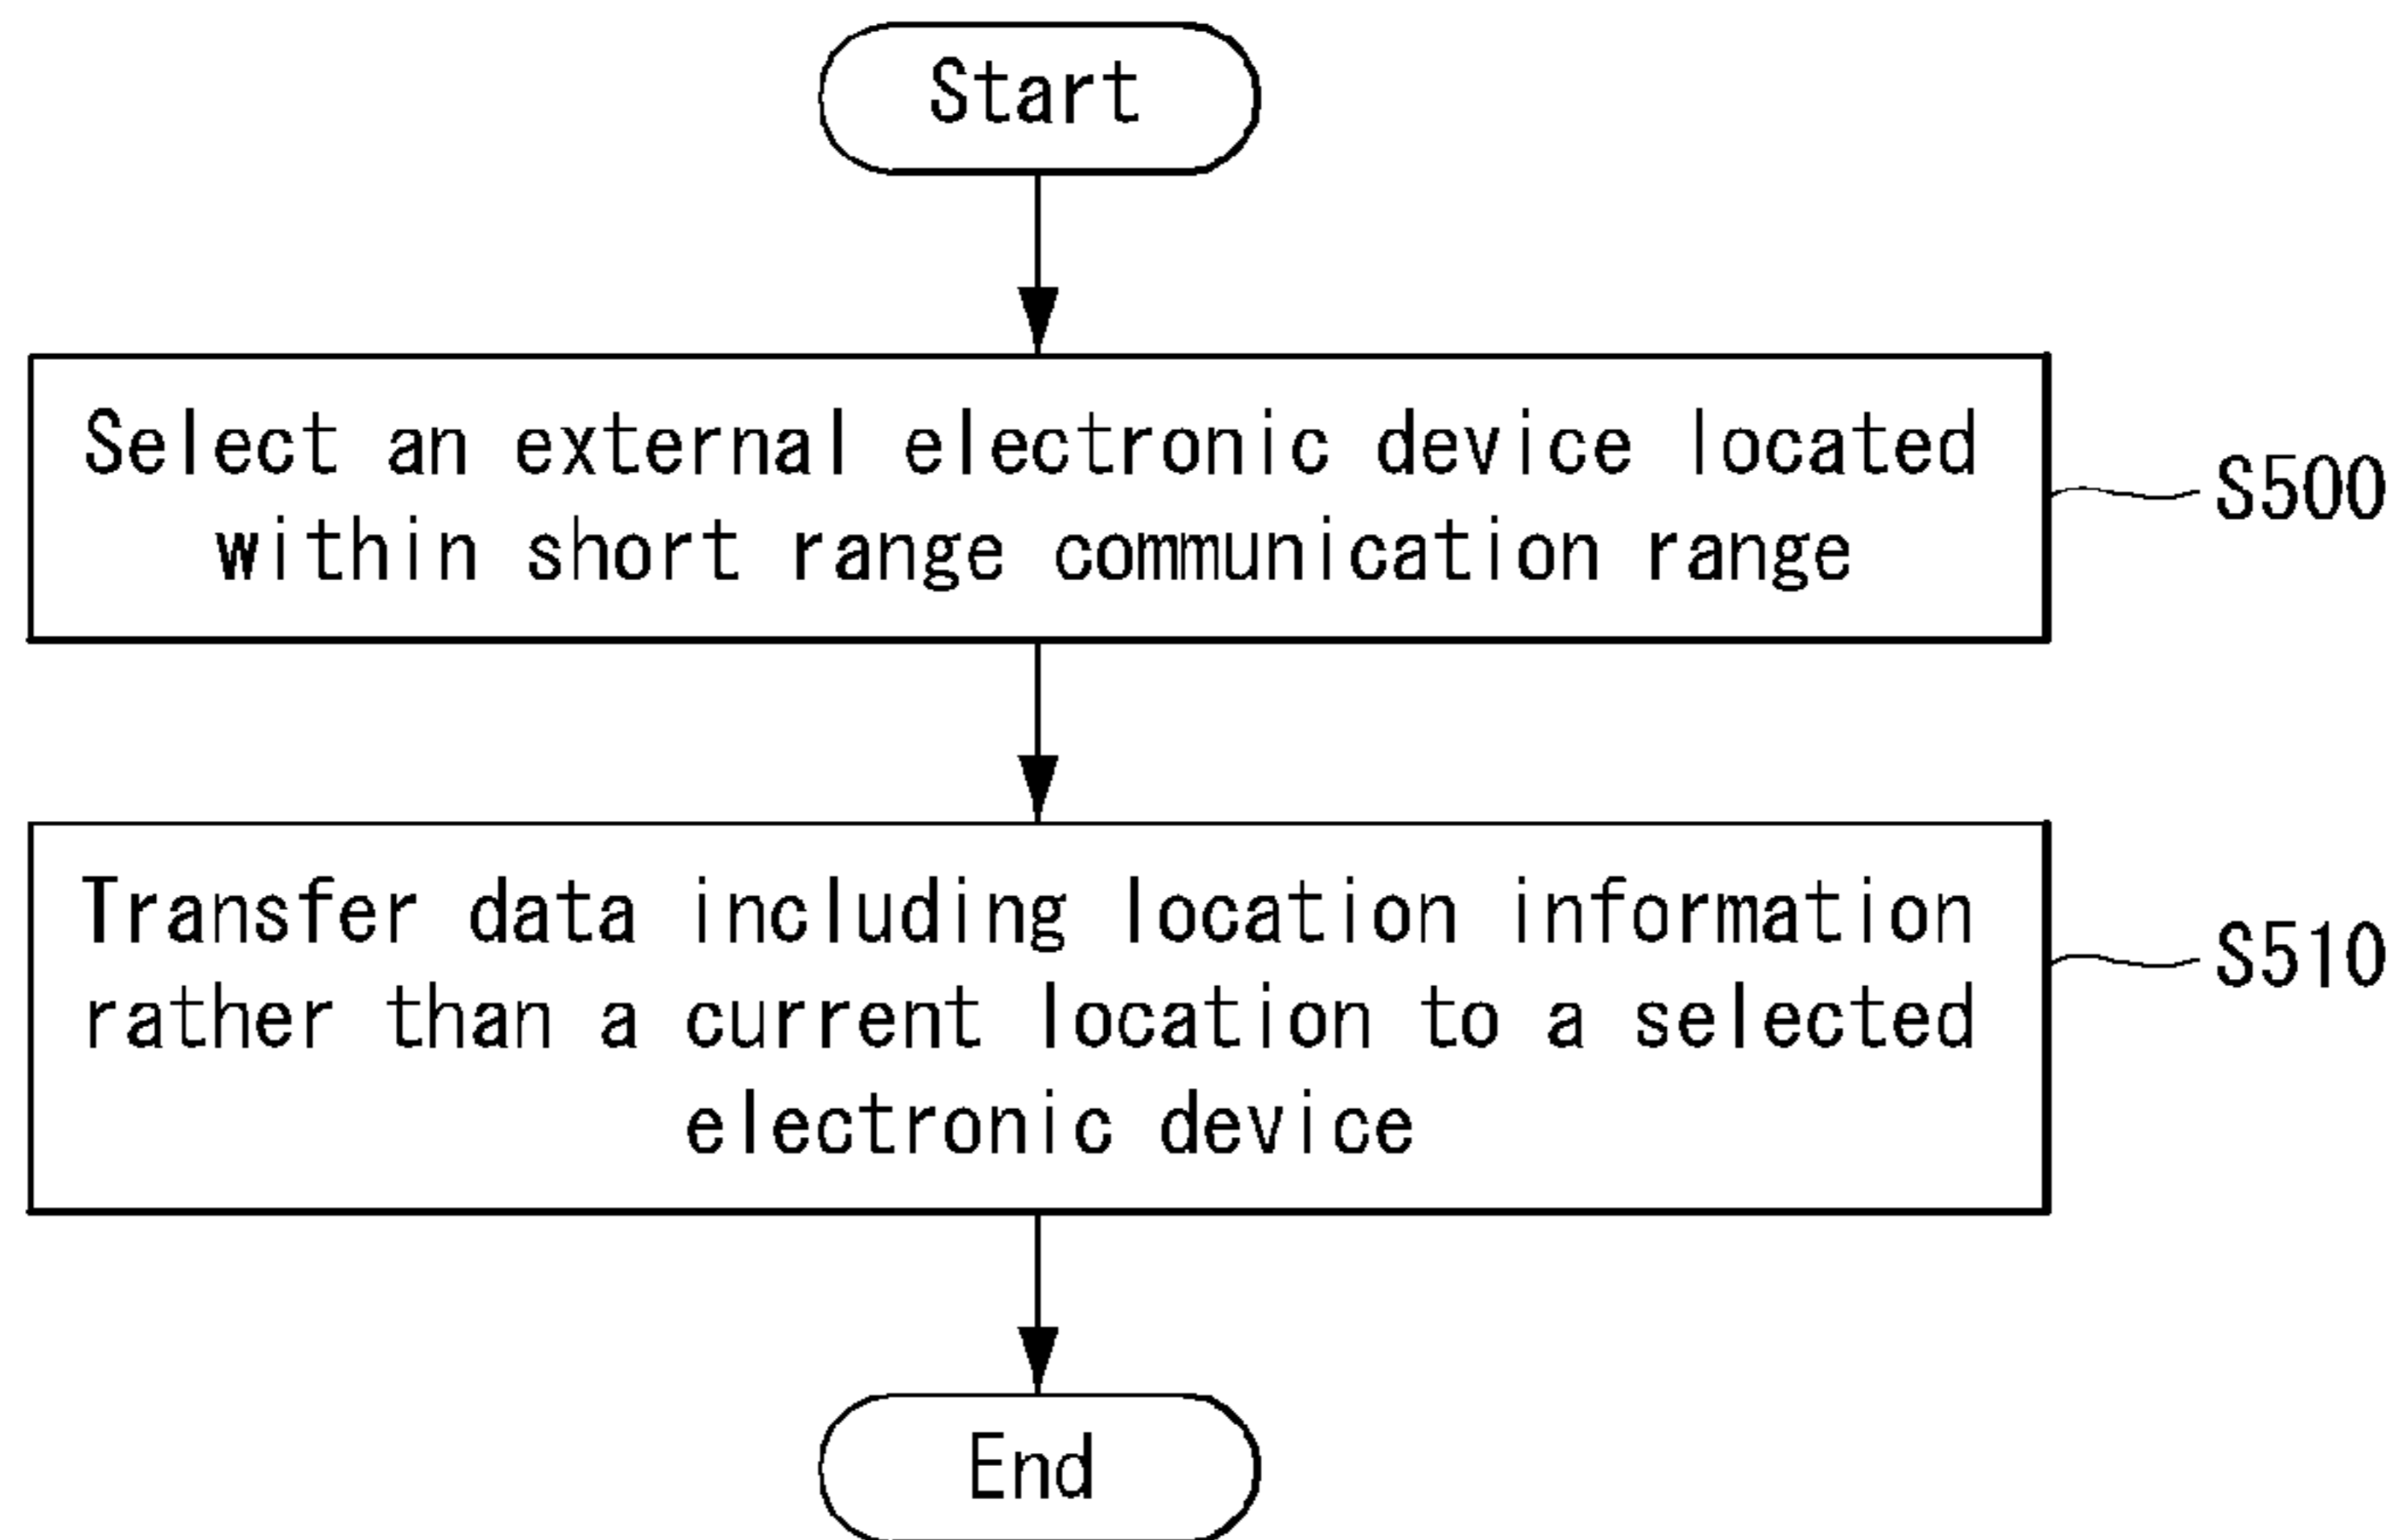 Start
Select an external electronic device located
within short range communication range
S500
Transfer data including location information
rather than a current location to a selected
electronic device
S510
End